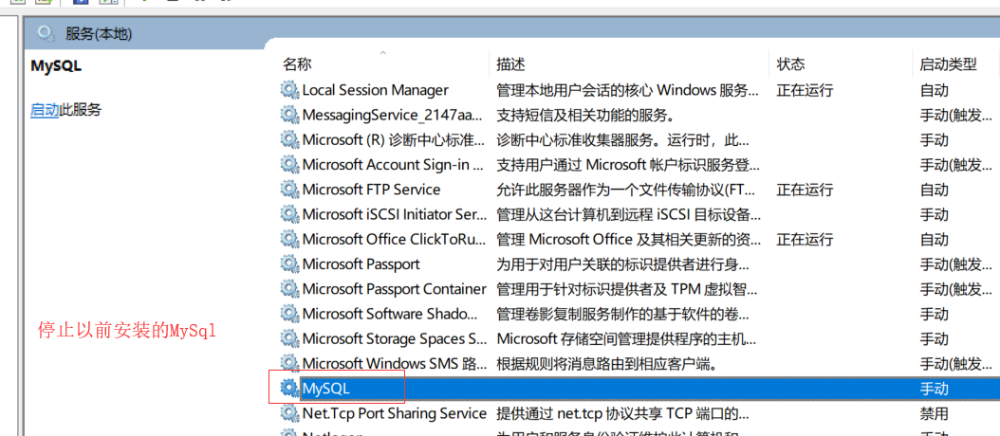 服务(本地)
MySQL
启动此服务
停止以前安装的MySql
名称 描述 状态 启动类型
Local Session Manager 管理本地用户会话的核心 Windows 服务... 正在运行 自动
MessagingService_2147aa... 支持短信及相关功能的服务。 手动(触发...
Microsoft (R) 诊断中心标准... 诊断中心标准收集器服务。运行时，此... 手动
Microsoft Account Sign-in ... 支持用户通过 Microsoft 帐户标识服务登... 手动(触发...
Microsoft FTP Service 允许此服务器作为一个文件传输协议(FT... 正在运行 自动
Microsoft iSCSI Initiator Ser... 管理从这台计算机到远程 iSCSI 目标设备... 手动
Microsoft Office ClickToRu... 管理 Microsoft Office 及其相关更新的资... 正在运行 自动
Microsoft Passport 为用于对用户关联的标识提供者进行身... 手动(触发...
Microsoft Passport Container 管理用于针对标识提供者及 TPM 虚拟智... 手动(触发...
Microsoft Software Shado... 管理卷影复制服务制作的基于软件的卷... 手动
Microsoft Storage Spaces S... Microsoft 存储空间管理提供程序的主机... 手动
Microsoft Windows SMS 路... 根据规则将消息路由到相应客户端。 手动(触发...
MySQL 手动
Net.Tcp Port Sharing Service 提供通过 net.tcp 协议共享 TCP 端口的... 禁用